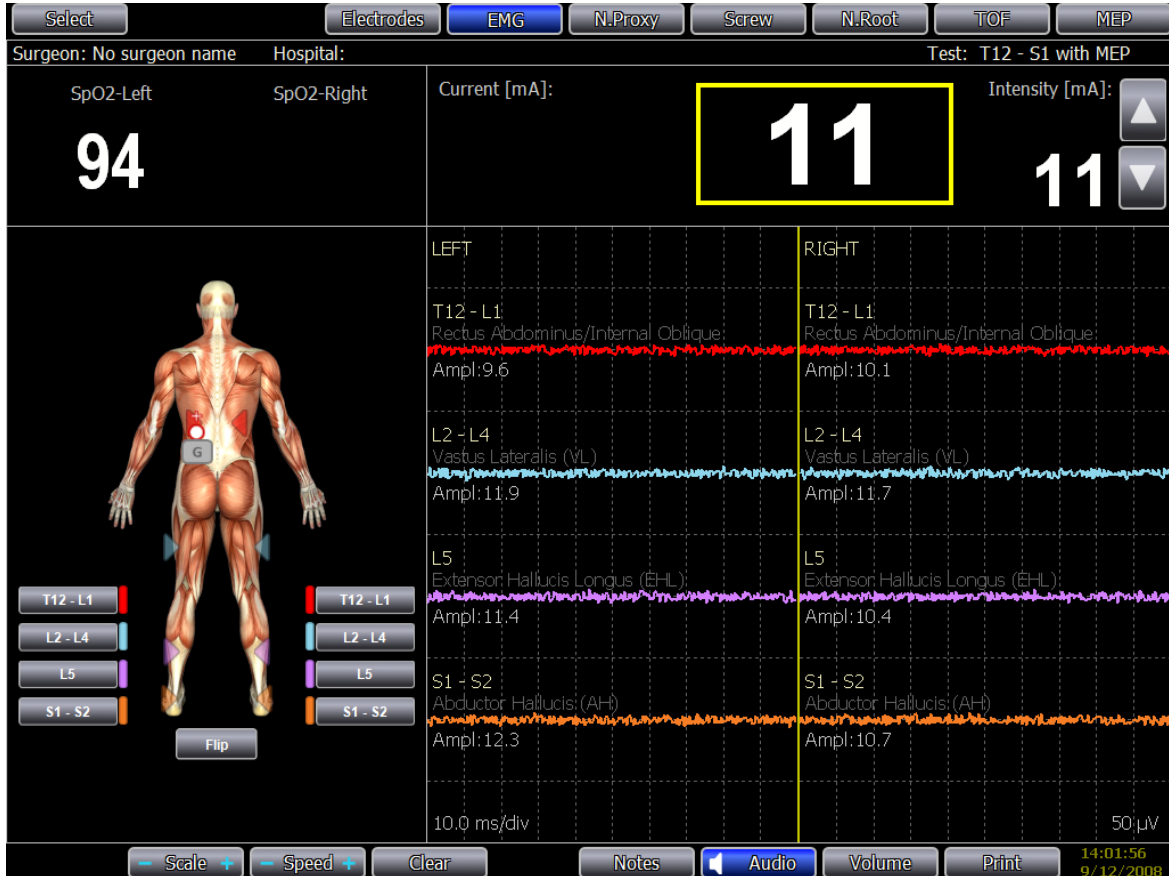 Select Electrodes EMG N.Proxy Screw N.Root TOF MEP
Surgeon: No surgeon name Hospital: Test: T12 - S1 with MEP
SpO2-Left SpO2-Right Current [mA]: Intensity [mA]:
94 11 11
LEFT RIGHT
T12 - L1 T12 - L1
Rectus Abdominus/Internal Oblique Rectus Abdominus/Internal Oblique
Ampl:9.6 Ampl:10.1
+
G
L2 - L4 L2 - L4
Vastus Lateralis (VL) Vastus Lateralis (VL)
Ampl:11.9 Ampl:11.7
L5 L5
Extensor Hallucis Longus (EHL) Extensor Hallucis Longus (EHL)
Ampl:11.4 Ampl:10.4
S1 - S2 S1 - S2
Abductor Hallucis (AH) Abductor Hallucis (AH)
Ampl:12.3 Ampl:10.7
T12 - L1 T12 - L1
L2 - L4 L2 - L4
L5 L5
S1 - S2 S1 - S2
Flip
10.0 ms/div 50 µV
- Scale + - Speed + Clear Notes Audio Volume Print 14:01:56
9/12/2008